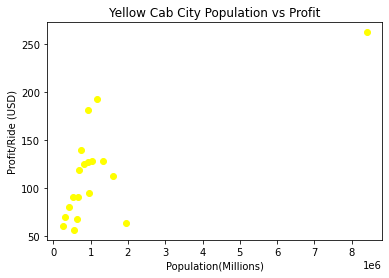 Yellow Cab City Population vs Profit
Profit/Ride (USD)
250
200
150
100
50
0 1 2 3 4 5 6 7 8
1e6
Population(Millions)